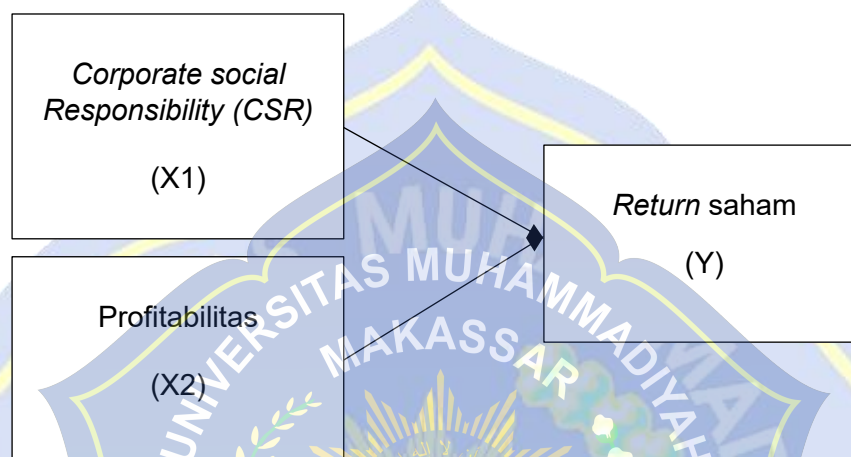 Corporate social
Responsibility (CSR)
(X1)
Return saham
(Y)
Profitabilitas
(X2)
UNIVERSITAS MUHAMMADIYAH
MAKASSAR